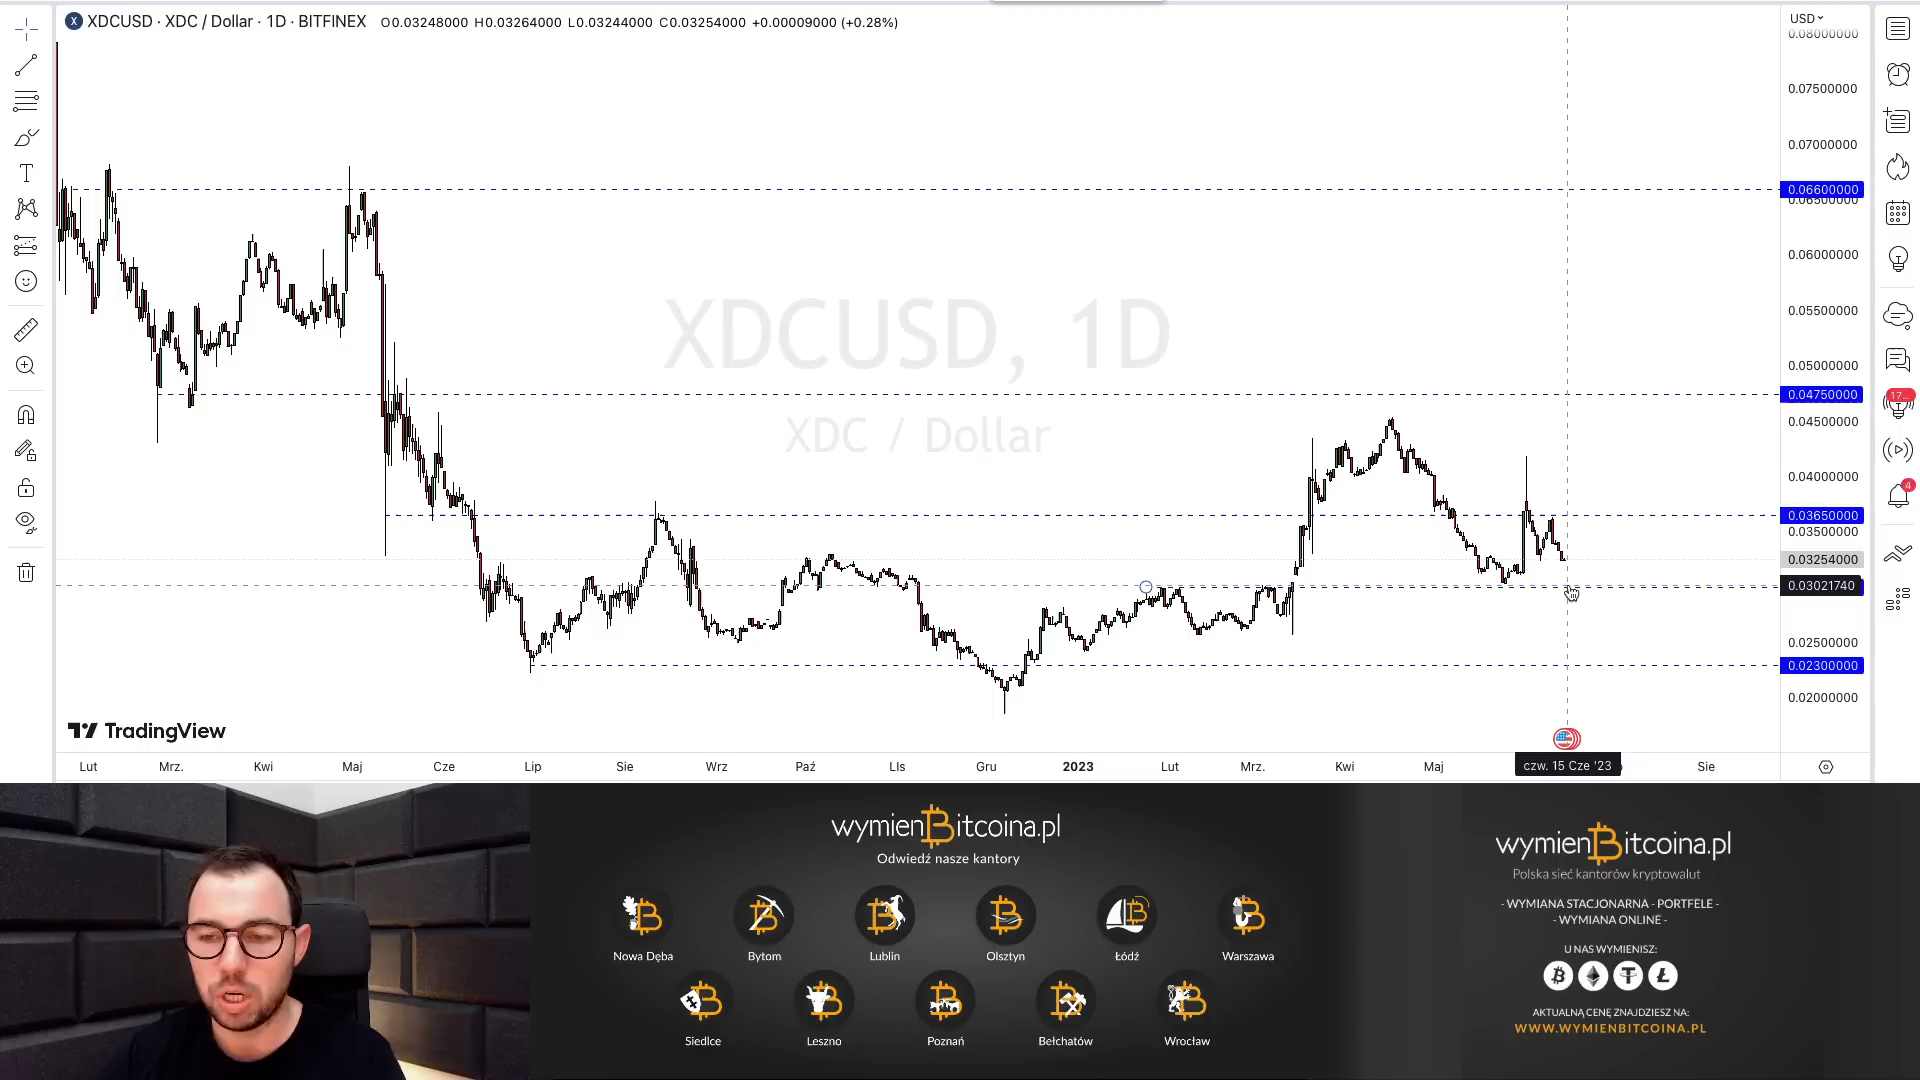 XDCUSD · XDC / Dollar · 1D · BITFINEX O0.03248000 H0.03264000 L0.03244000 C0.03254000 +0.00009000 (+0.28%)
USD
0.08000000
0.07500000
0.07000000
0.06600000
0.06500000
0.06000000
0.05500000
0.05000000
0.04750000
0.04500000
0.04000000
0.03650000
0.03500000
0.03254000
0.03021740
0.02500000
0.02300000
0.02000000
XDCUSD, 1D
XDC / Dollar
17...
4
TradingView
Lut Mrz. Kwi Maj Cze Lip Sie Wrz Paź LIs Gru 2023 Lut Mrz. Kwi Maj czw. 15 Cze '23 Sie
wymienBitcoina.pl
Odwiedź nasze kantory
Nowa Dęba Bytom Lublin Olsztyn Łódź Warszawa
Siedlce Leszno Poznań Bełchatów Wrocław
wymienBitcoina.pl
Polska sieć kantorów kryptowalut
- WYMIANA STACJONARNA - PORTFELE -
- WYMIANA ONLINE -
U NAS WYMIENISZ:
AKTUALNĄ CENĘ ZNAJDZIESZ NA:
WWW.WYMIENBITCOINA.PL